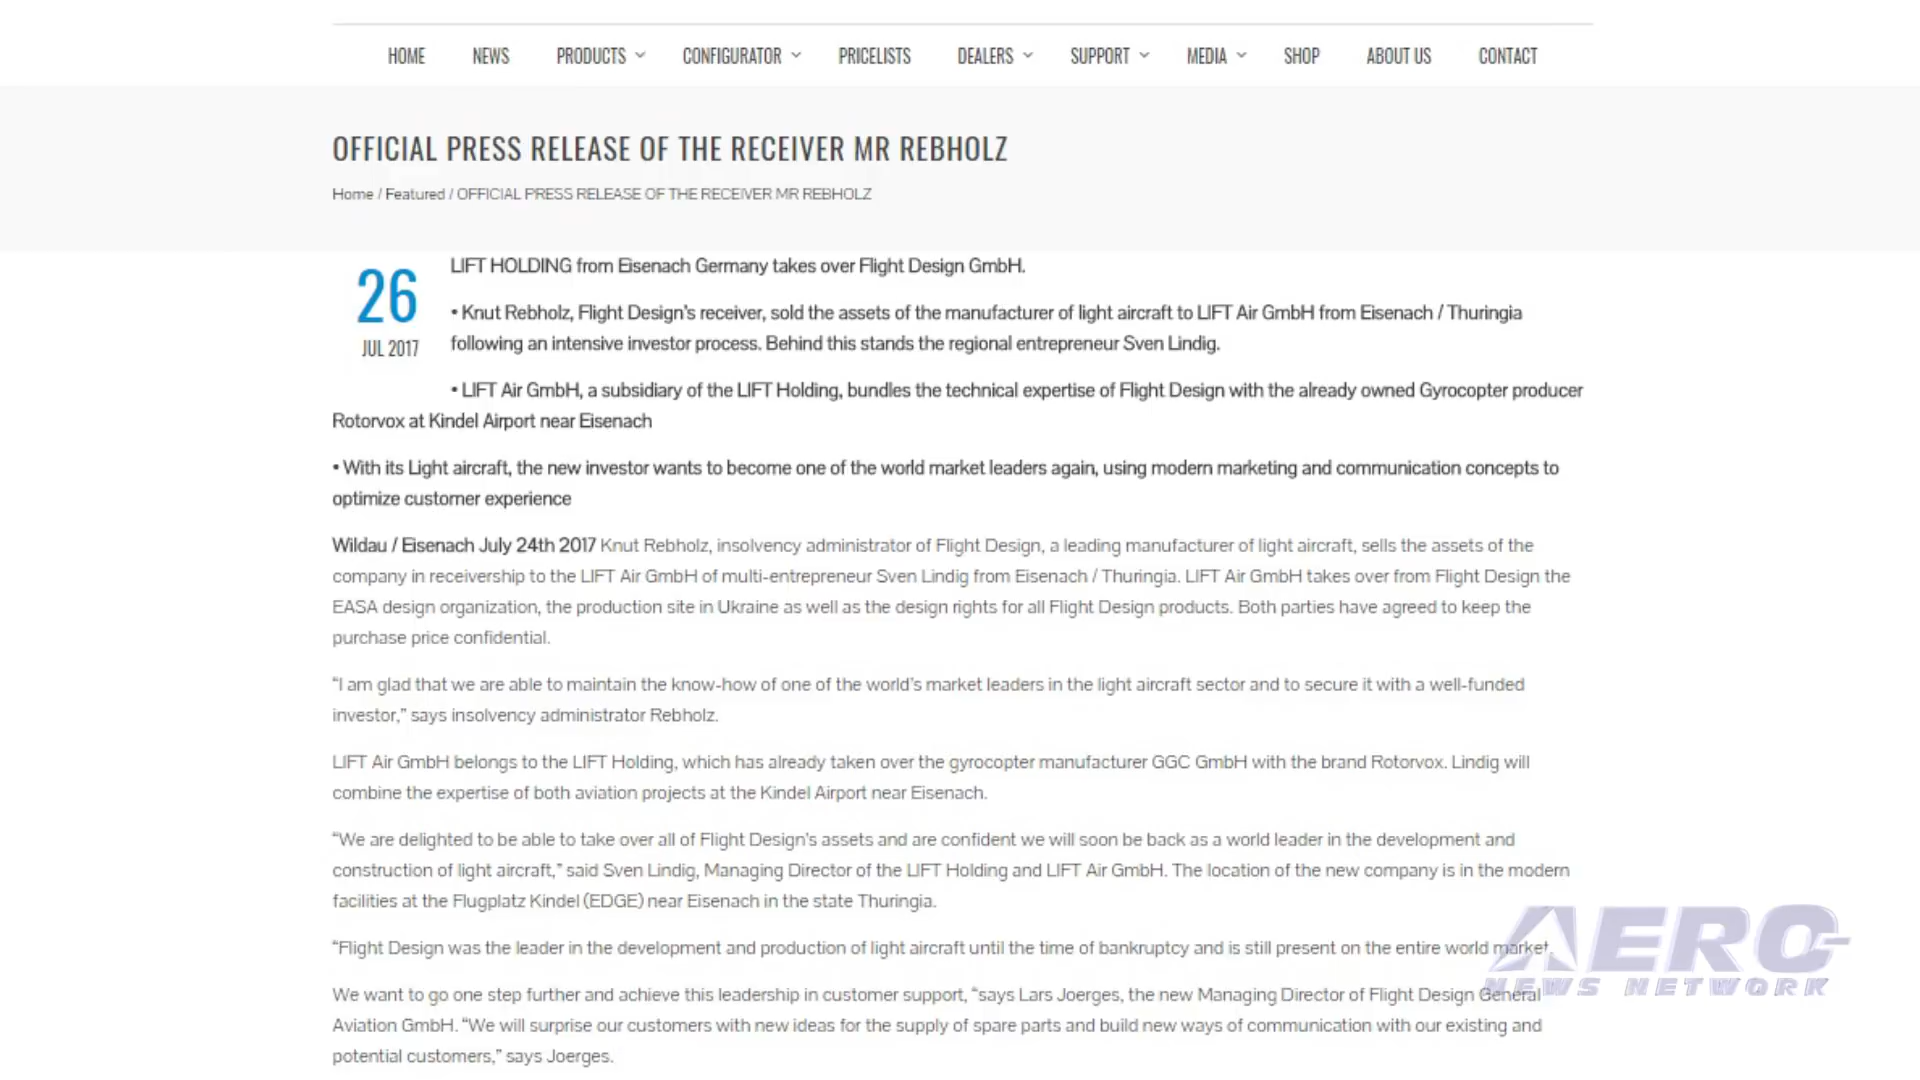 HOME NEWS PRODUCTS CONFIGURATOR PRICELISTS DEALERS SUPPORT MEDIA SHOP ABOUT US CONTACT
OFFICIAL PRESS RELEASE OF THE RECEIVER MR REBHOLZ
Home / Featured / OFFICIAL PRESS RELEASE OF THE RECEIVER MR REBHOLZ
26
JUL 2017
LIFT HOLDING from Eisenach Germany takes over Flight Design GmbH.
• Knut Rebholz, Flight Design’s receiver, sold the assets of the manufacturer of light aircraft to LIFT Air GmbH from Eisenach / Thuringia
following an intensive investor process. Behind this stands the regional entrepreneur Sven Lindig.
• LIFT Air GmbH, a subsidiary of the LIFT Holding, bundles the technical expertise of Flight Design with the already owned Gyrocopter producer
Rotorvox at Kindel Airport near Eisenach
• With its Light aircraft, the new investor wants to become one of the world market leaders again, using modern marketing and communication concepts to
optimize customer experience
Wildau / Eisenach July 24th 2017 Knut Rebholz, insolvency administrator of Flight Design, a leading manufacturer of light aircraft, sells the assets of the
company in receivership to the LIFT Air GmbH of multi-entrepreneur Sven Lindig from Eisenach / Thuringia. LIFT Air GmbH takes over from Flight Design the
EASA design organization, the production site in Ukraine as well as the design rights for all Flight Design products. Both parties have agreed to keep the
purchase price confidential.
“I am glad that we are able to maintain the know-how of one of the world’s market leaders in the light aircraft sector and to secure it with a well-funded
investor,” says insolvency administrator Rebholz.
LIFT Air GmbH belongs to the LIFT Holding, which has already taken over the gyrocopter manufacturer GGC GmbH with the brand Rotorvox. Lindig will
combine the expertise of both aviation projects at the Kindel Airport near Eisenach.
“We are delighted to be able to take over all of Flight Design’s assets and are confident we will soon be back as a world leader in the development and
construction of light aircraft,” said Sven Lindig, Managing Director of the LIFT Holding and LIFT Air GmbH. The location of the new company is in the modern
facilities at the Flugplatz Kindel (EDGE) near Eisenach in the state Thuringia.
“Flight Design was the leader in the development and production of light aircraft until the time of bankruptcy and is still present on the entire world market.
We want to go one step further and achieve this leadership in customer support, “says Lars Joerges, the new Managing Director of Flight Design General
Aviation GmbH. “We will surprise our customers with new ideas for the supply of spare parts and build new ways of communication with our existing and
potential customers,” says Joerges.
AERO-
NEWS NETWORK